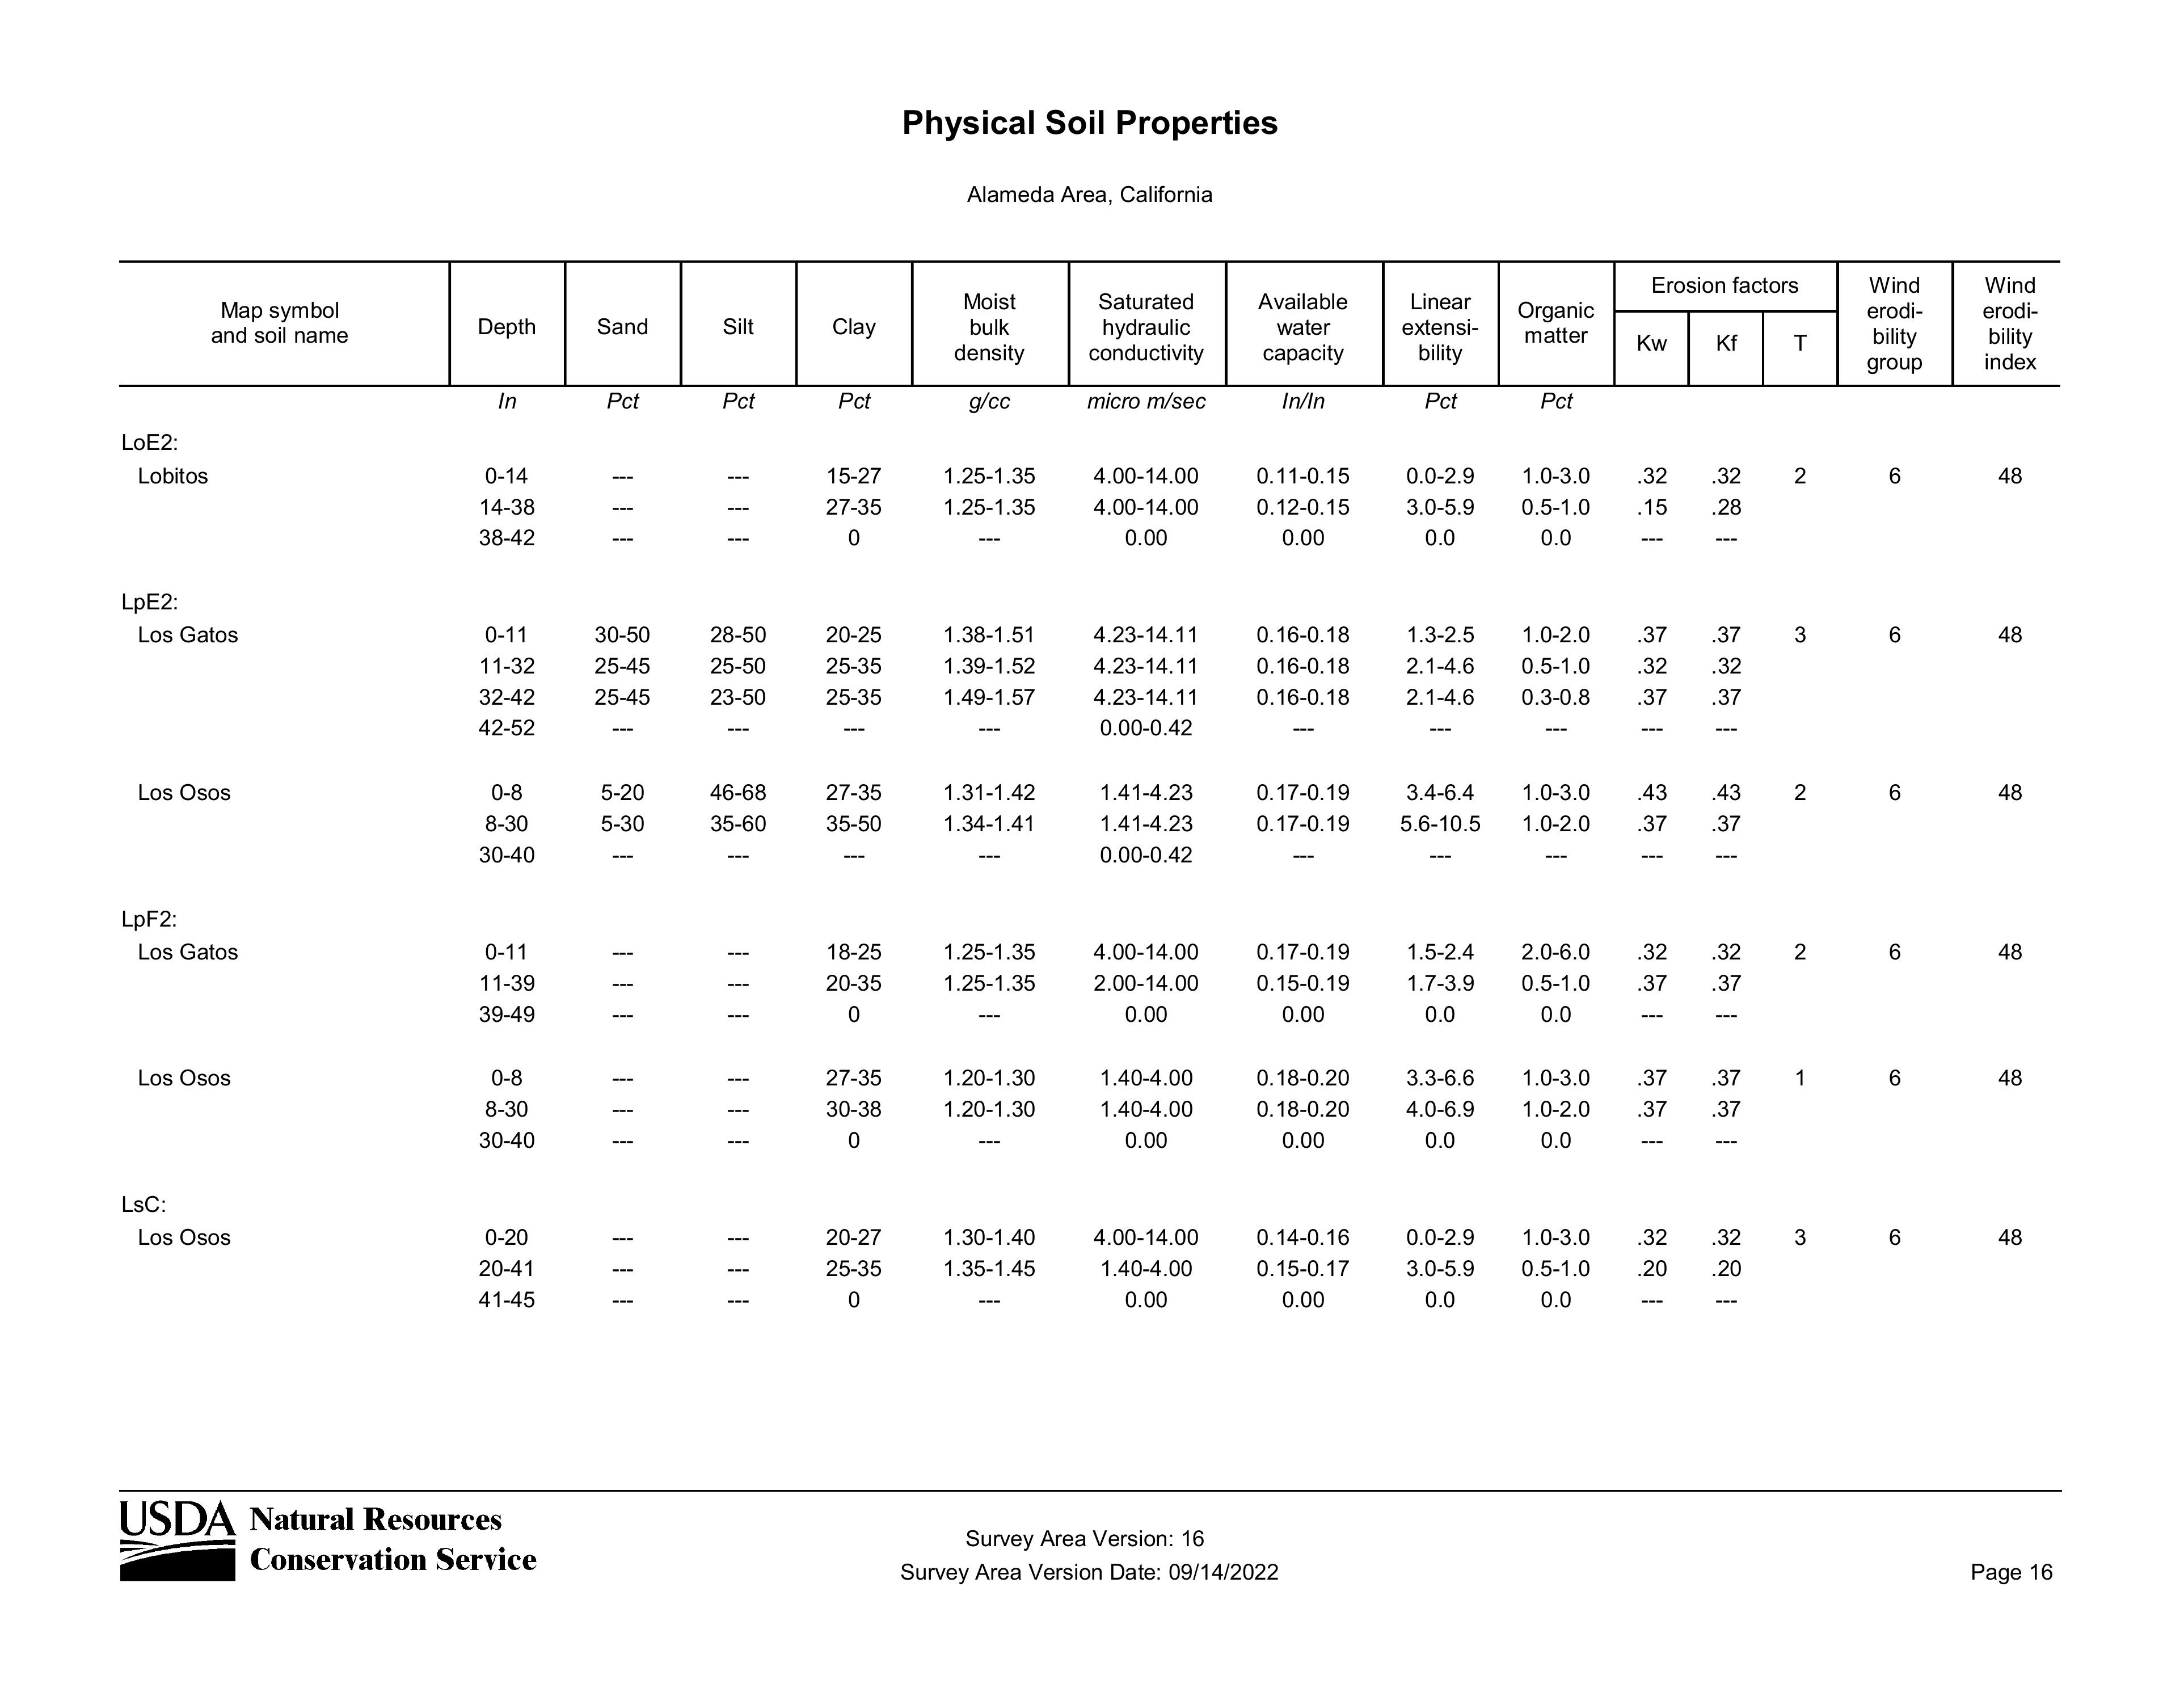 Physical Soil Properties
Alameda Area, California
Map symbol and soil name | Depth | Sand | Silt | Clay | Moist bulk density | Saturated hydraulic conductivity | Available water capacity | Linear extensi-bility | Organic matter | Erosion factors | Wind erodi-bility group | Wind erodi-bility index
Kw | Kf | T
In | Pct | Pct | Pct | g/cc | micro m/sec | In/In | Pct | Pct
LoE2:
Lobitos 0-14 --- --- 15-27 1.25-1.35 4.00-14.00 0.11-0.15 0.0-2.9 1.0-3.0 .32 .32 2 6 48
14-38 --- --- 27-35 1.25-1.35 4.00-14.00 0.12-0.15 3.0-5.9 0.5-1.0 .15 .28
38-42 --- --- 0 --- 0.00 0.00 0.0 0.0 --- ---
LpE2:
Los Gatos 0-11 30-50 28-50 20-25 1.38-1.51 4.23-14.11 0.16-0.18 1.3-2.5 1.0-2.0 .37 .37 3 6 48
11-32 25-45 25-50 25-35 1.39-1.52 4.23-14.11 0.16-0.18 2.1-4.6 0.5-1.0 .32 .32
32-42 25-45 23-50 25-35 1.49-1.57 4.23-14.11 0.16-0.18 2.1-4.6 0.3-0.8 .37 .37
42-52 --- --- --- --- 0.00-0.42 --- --- --- --- ---
Los Osos 0-8 5-20 46-68 27-35 1.31-1.42 1.41-4.23 0.17-0.19 3.4-6.4 1.0-3.0 .43 .43 2 6 48
8-30 5-30 35-60 35-50 1.34-1.41 1.41-4.23 0.17-0.19 5.6-10.5 1.0-2.0 .37 .37
30-40 --- --- --- --- 0.00-0.42 --- --- --- --- ---
LpF2:
Los Gatos 0-11 --- --- 18-25 1.25-1.35 4.00-14.00 0.17-0.19 1.5-2.4 2.0-6.0 .32 .32 2 6 48
11-39 --- --- 20-35 1.25-1.35 2.00-14.00 0.15-0.19 1.7-3.9 0.5-1.0 .37 .37
39-49 --- --- 0 --- 0.00 0.00 0.0 0.0 --- ---
Los Osos 0-8 --- --- 27-35 1.20-1.30 1.40-4.00 0.18-0.20 3.3-6.6 1.0-3.0 .37 .37 1 6 48
8-30 --- --- 30-38 1.20-1.30 1.40-4.00 0.18-0.20 4.0-6.9 1.0-2.0 .37 .37
30-40 --- --- 0 --- 0.00 0.00 0.0 0.0 --- ---
LsC:
Los Osos 0-20 --- --- 20-27 1.30-1.40 4.00-14.00 0.14-0.16 0.0-2.9 1.0-3.0 .32 .32 3 6 48
20-41 --- --- 25-35 1.35-1.45 1.40-4.00 0.15-0.17 3.0-5.9 0.5-1.0 .20 .20
41-45 --- --- 0 --- 0.00 0.00 0.0 0.0 --- ---
USDA Natural Resources
Conservation Service
Survey Area Version: 16
Survey Area Version Date: 09/14/2022
Page 16